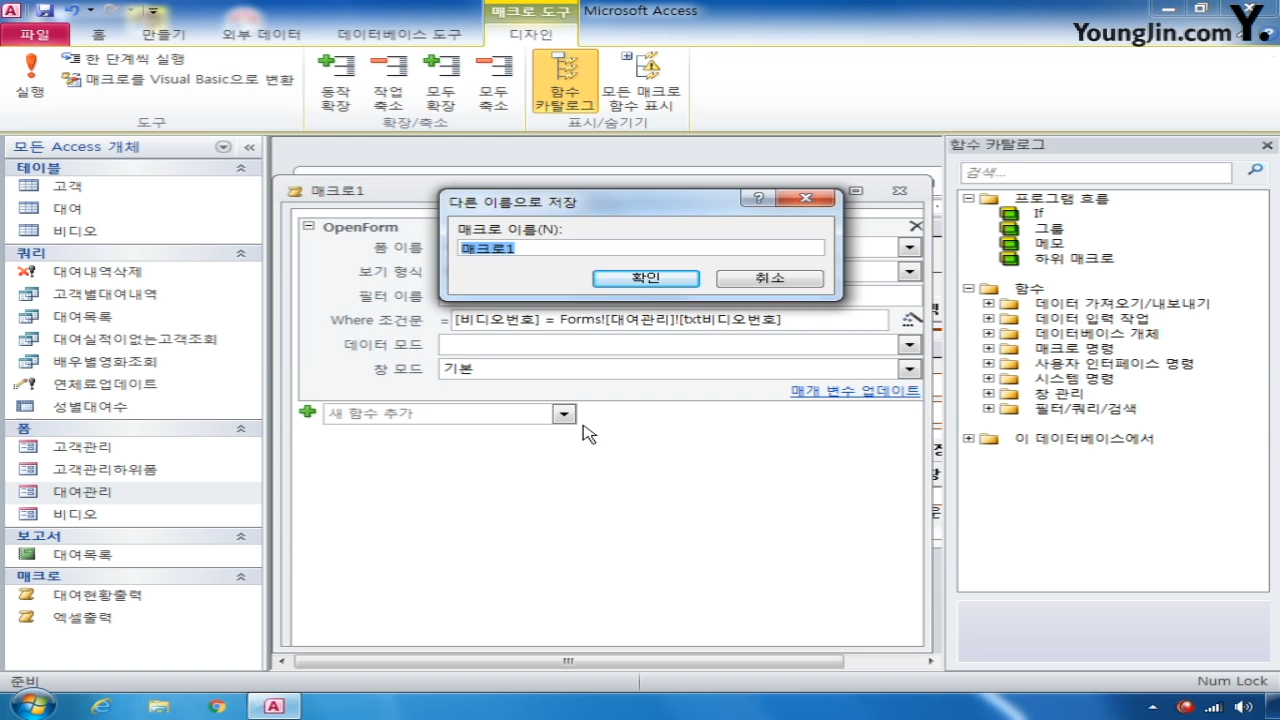 매크로 도구
Microsoft Access
YoungJin.com Y.
파일
홈
만들기
외부 데이터
데이터베이스 도구
디자인
실행
한 단계씩 실행
매크로를 Visual Basic으로 변환
동작 확장
작업 축소
모두 확장
모두 축소
함수 카탈로그
모든 매크로 함수 표시
도구
확장/축소
표시/숨기기
모든 Access 개체
테이블
고객
대여
비디오
쿼리
대여내역삭제
고객별대여내역
대여목록
대여실적이없는고객조회
배우별영화조회
연체료업데이트
성별대여수
폼
고객관리
고객관리하위폼
대여관리
비디오
보고서
대여목록
매크로
대여현황출력
엑셀출력
매크로1
OpenForm
폼 이름
보기 형식
필터 이름
Where 조건문 = [비디오번호] = Forms![대여관리]![txt비디오번호]
데이터 모드
창 모드 기본
매개 변수 업데이트
새 함수 추가
다른 이름으로 저장
매크로 이름(N):
매크로1
확인
취소
함수 카탈로그
검색...
프로그램 흐름
If
그룹
메모
하위 매크로
함수
데이터 가져오기/내보내기
데이터 입력 작업
데이터베이스 개체
매크로 명령
사용자 인터페이스 명령
시스템 명령
창 관리
필터/쿼리/검색
이 데이터베이스에서
준비
Num Lock